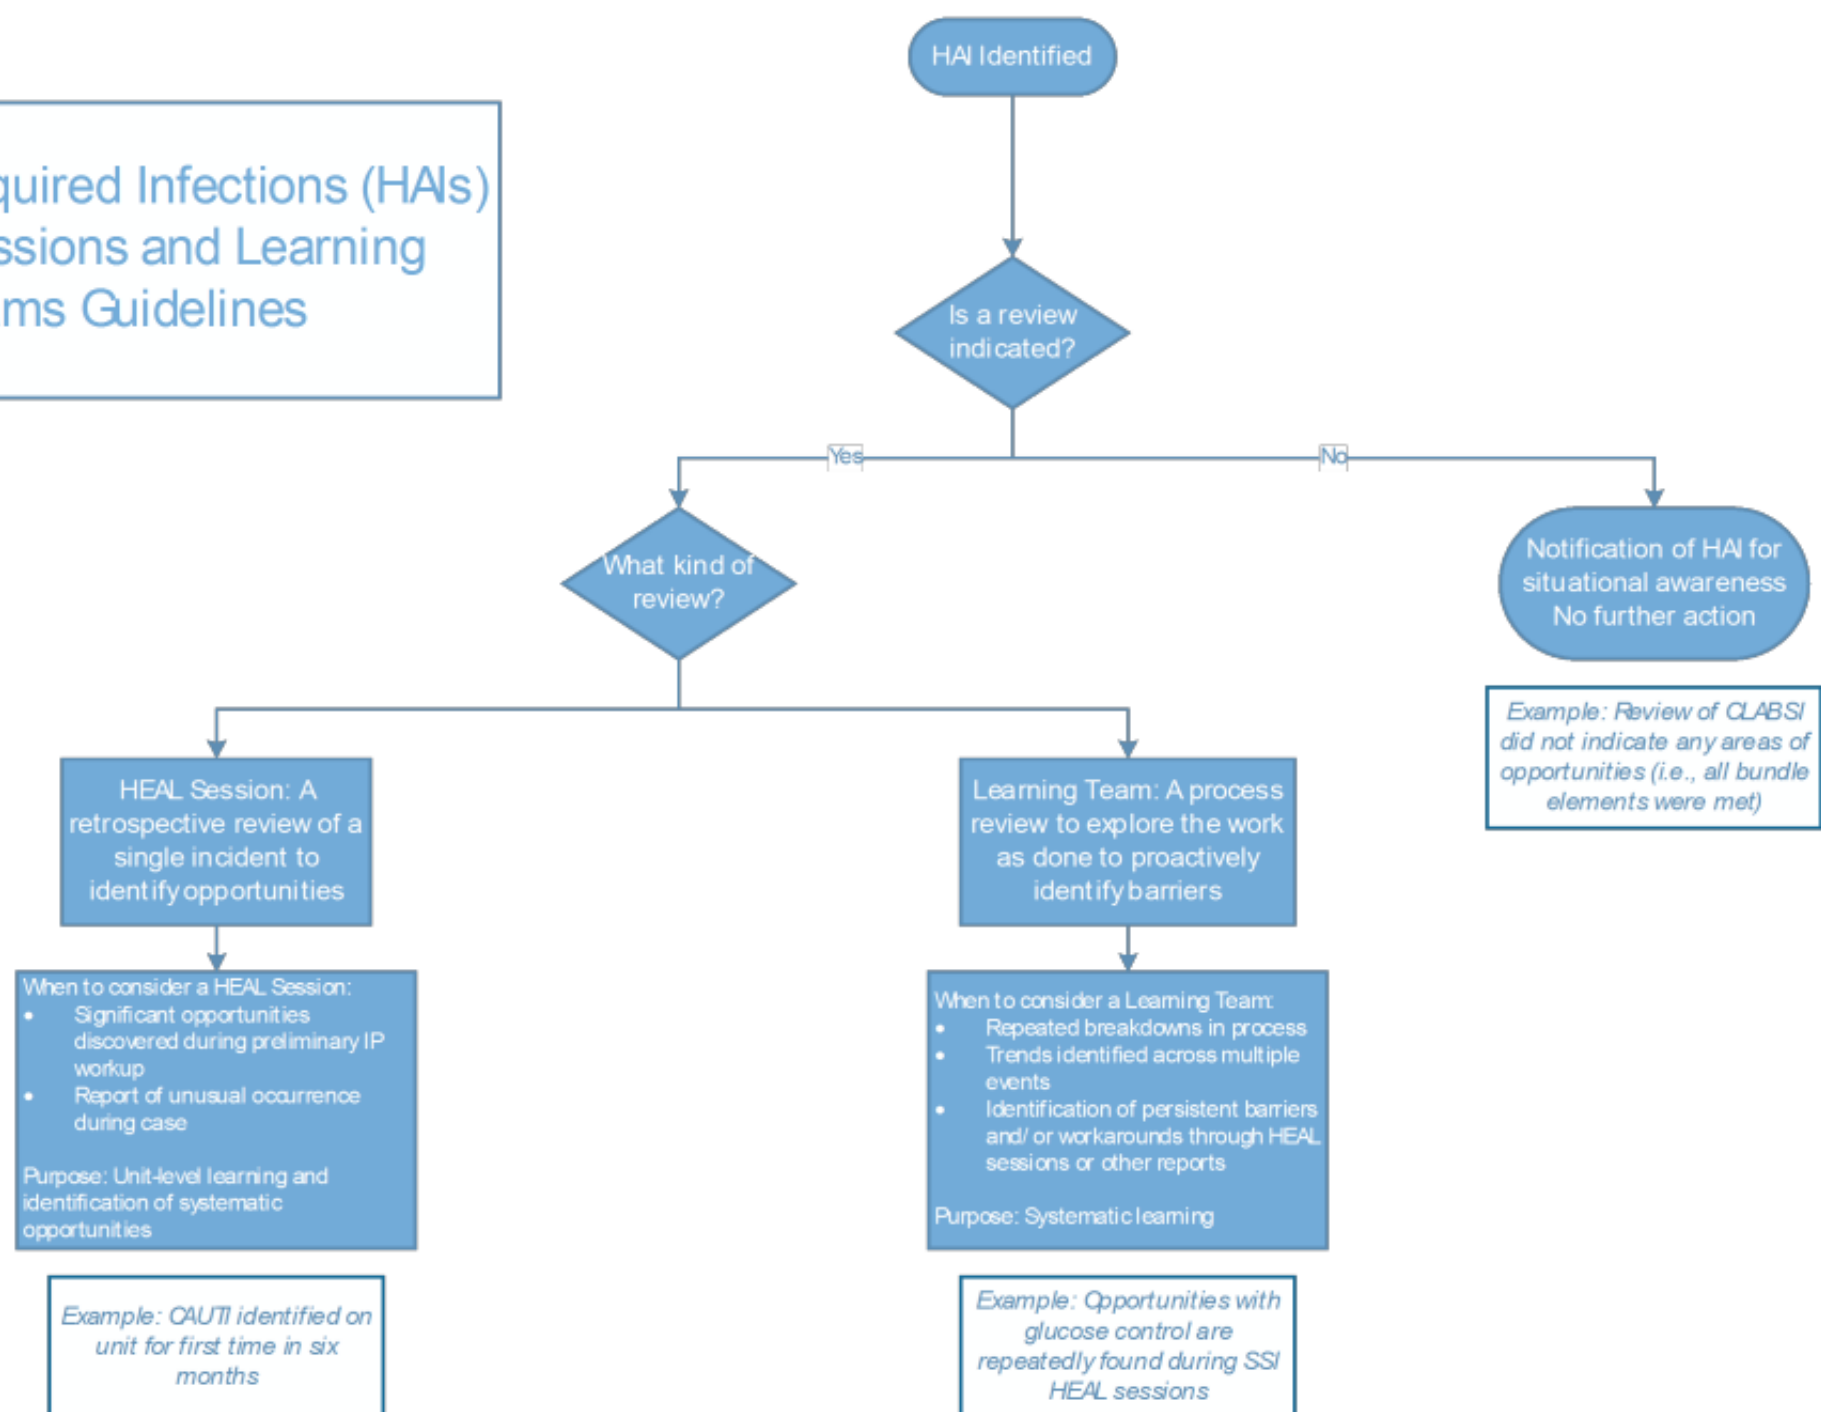 HAI Identified
quired Infections (HAIs)
ssions and Learning
ms Guidelines
Is a review
indicated?
Yes
No
What kind of
review?
Notification of HAI for
situational awareness
No further action
Example: Review of CLABSI
did not indicate any areas of
opportunities (i.e., all bundle
elements were met)
HEAL Session: A
retrospective review of a
single incident to
identify opportunities
Learning Team: A process
review to explore the work
as done to proactively
identify barriers
When to consider a HEAL Session:
• Significant opportunities
discovered during preliminary IP
workup
• Report of unusual occurrence
during case
Purpose: Unit-level learning and
identification of systematic
opportunities
When to consider a Learning Team:
• Repeated breakdowns in process
• Trends identified across multiple
events
• Identification of persistent barriers
and/ or workarounds through HEAL
sessions or other reports
Purpose: Systematic learning
Example: CAUTI identified on
unit for first time in six
months
Example: Opportunities with
glucose control are
repeatedly found during SSI
HEAL sessions